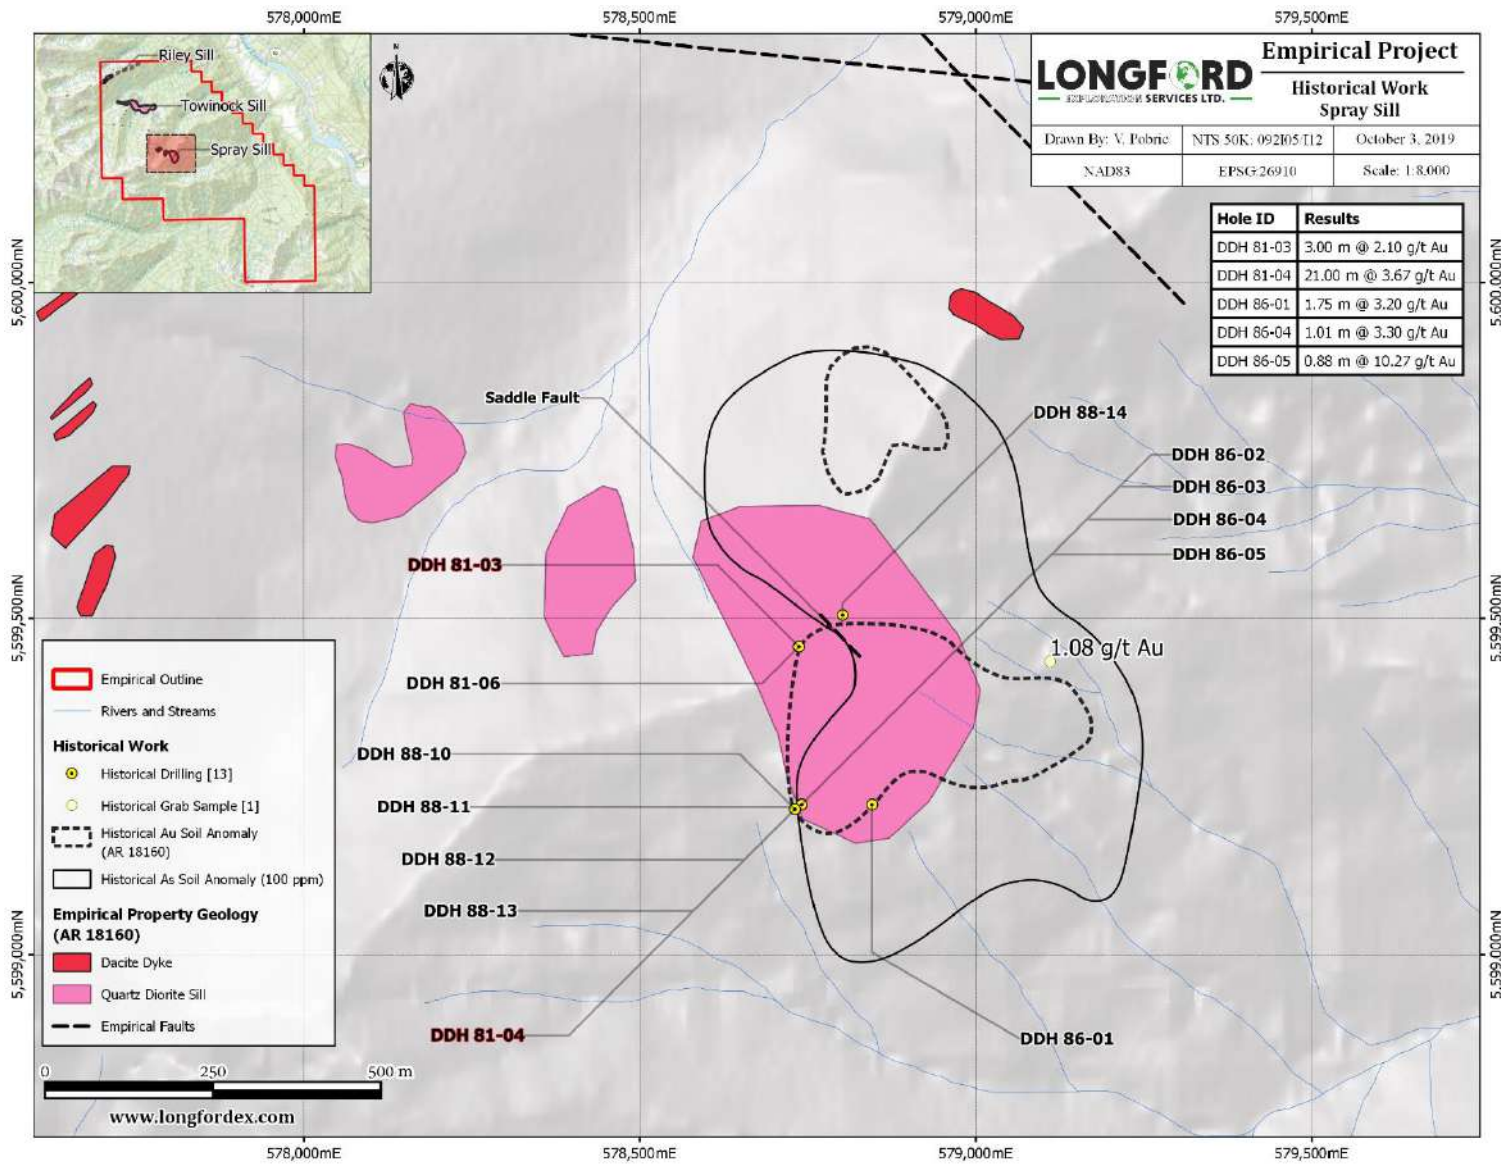 578,000mE
578,500mE
579,000mE
579,500mE
Riley Sill
Towinock Sill
Spray Sill
N
LONGFORD
EXPLORATION SERVICES LTD.
Empirical Project
Historical Work
Spray Sill
Drawn By: V. Pobric
NTS 50K: 092I05/I12
October 3, 2019
NAD83
EPSG:26910
Scale: 1:8,000
Hole ID Results
DDH 81-03 3.00 m @ 2.10 g/t Au
DDH 81-04 21.00 m @ 3.67 g/t Au
DDH 86-01 1.75 m @ 3.20 g/t Au
DDH 86-04 1.01 m @ 3.30 g/t Au
DDH 86-05 0.88 m @ 10.27 g/t Au
5,600,000mN
5,600,000mN
Saddle Fault
DDH 88-14
DDH 86-02
DDH 86-03
DDH 86-04
DDH 86-05
DDH 81-03
5,599,500mN
5,599,500mN
1.08 g/t Au
DDH 81-06
DDH 88-10
DDH 88-11
DDH 88-12
DDH 88-13
DDH 81-04
DDH 86-01
5,599,000mN
5,599,000mN
Empirical Outline
Rivers and Streams
Historical Work
Historical Drilling [13]
Historical Grab Sample [1]
Historical Au Soil Anomaly
(AR 18160)
Historical As Soil Anomaly (100 ppm)
Empirical Property Geology
(AR 18160)
Dacite Dyke
Quartz Diorite Sill
Empirical Faults
0 250 500 m
www.longfordex.com
578,000mE
578,500mE
579,000mE
579,500mE